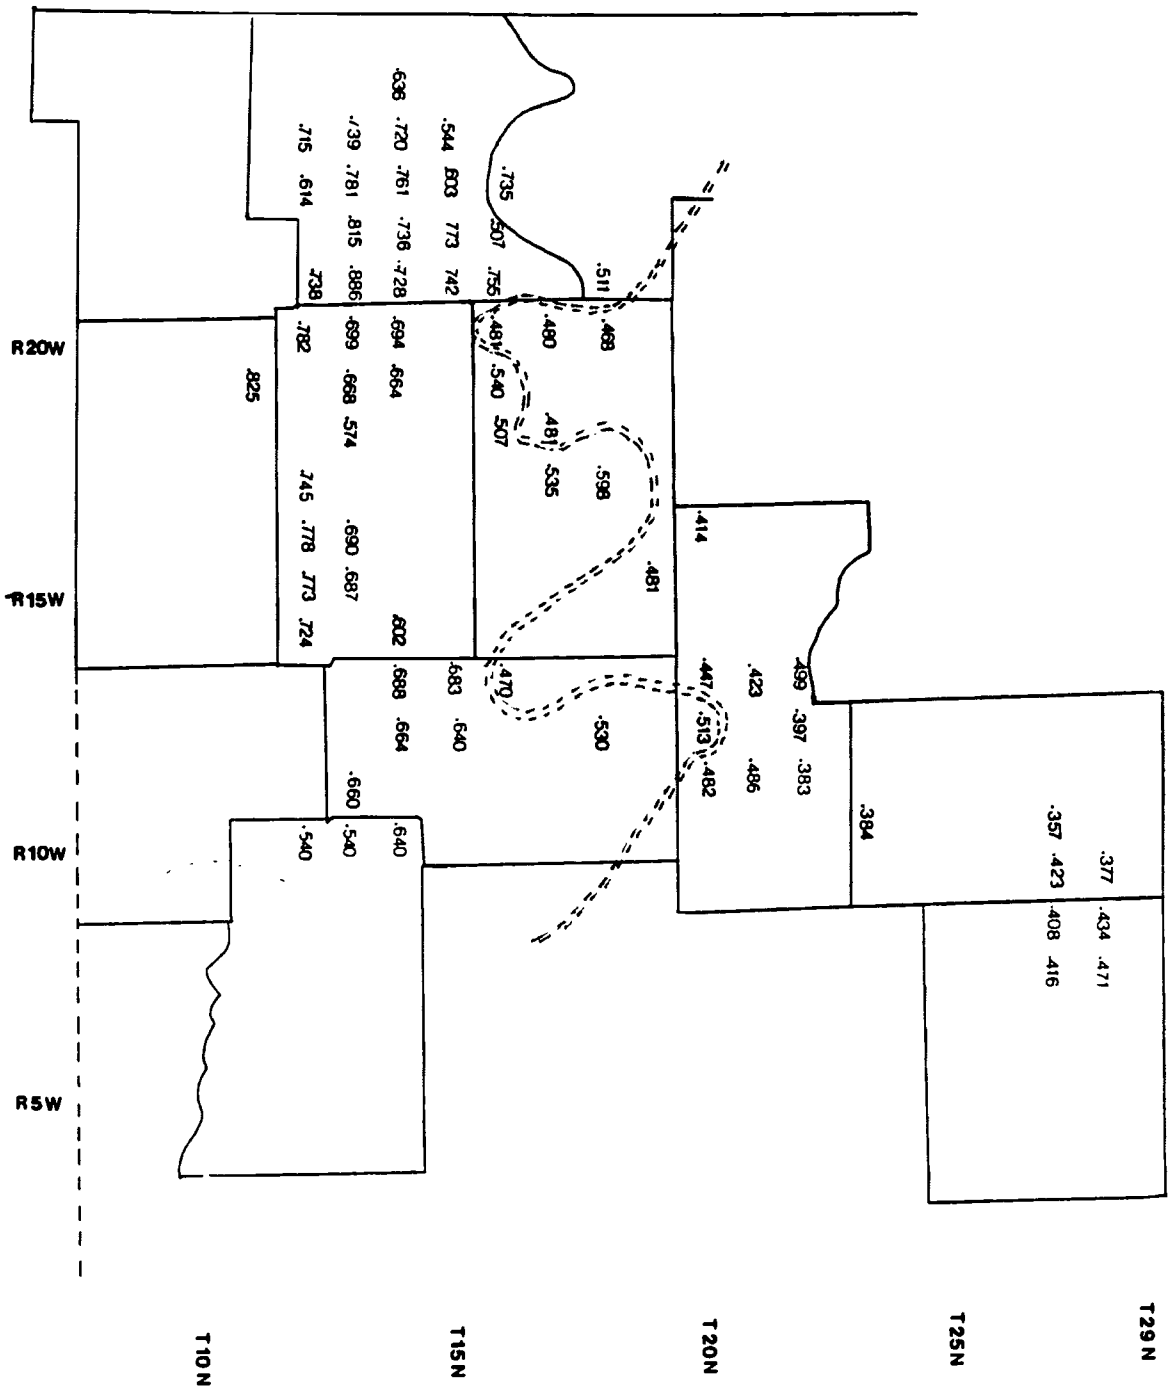 T29N
.377 .434 .471
.357 .423 .408 .416
T25N
.384
.499 .397 .383
.423 .486
.414 .447 .513 .482 T20N
.481
.511 .468 .598 .530
.480 .481 .535
.735 .507 .755 .481 .540 .507 .470
.544 .603 773 742 .683 .640 T15N
.636 .720 .761 .736 .728 .694 .664 .602 .688 .664 .640
.739 .781 .815 .886 .699 .668 .574 .690 .687 .660 .540
.715 .614 .738 .782 .745 .778 .773 .724 .540
.825
T10N
R20W R15W R10W R5W